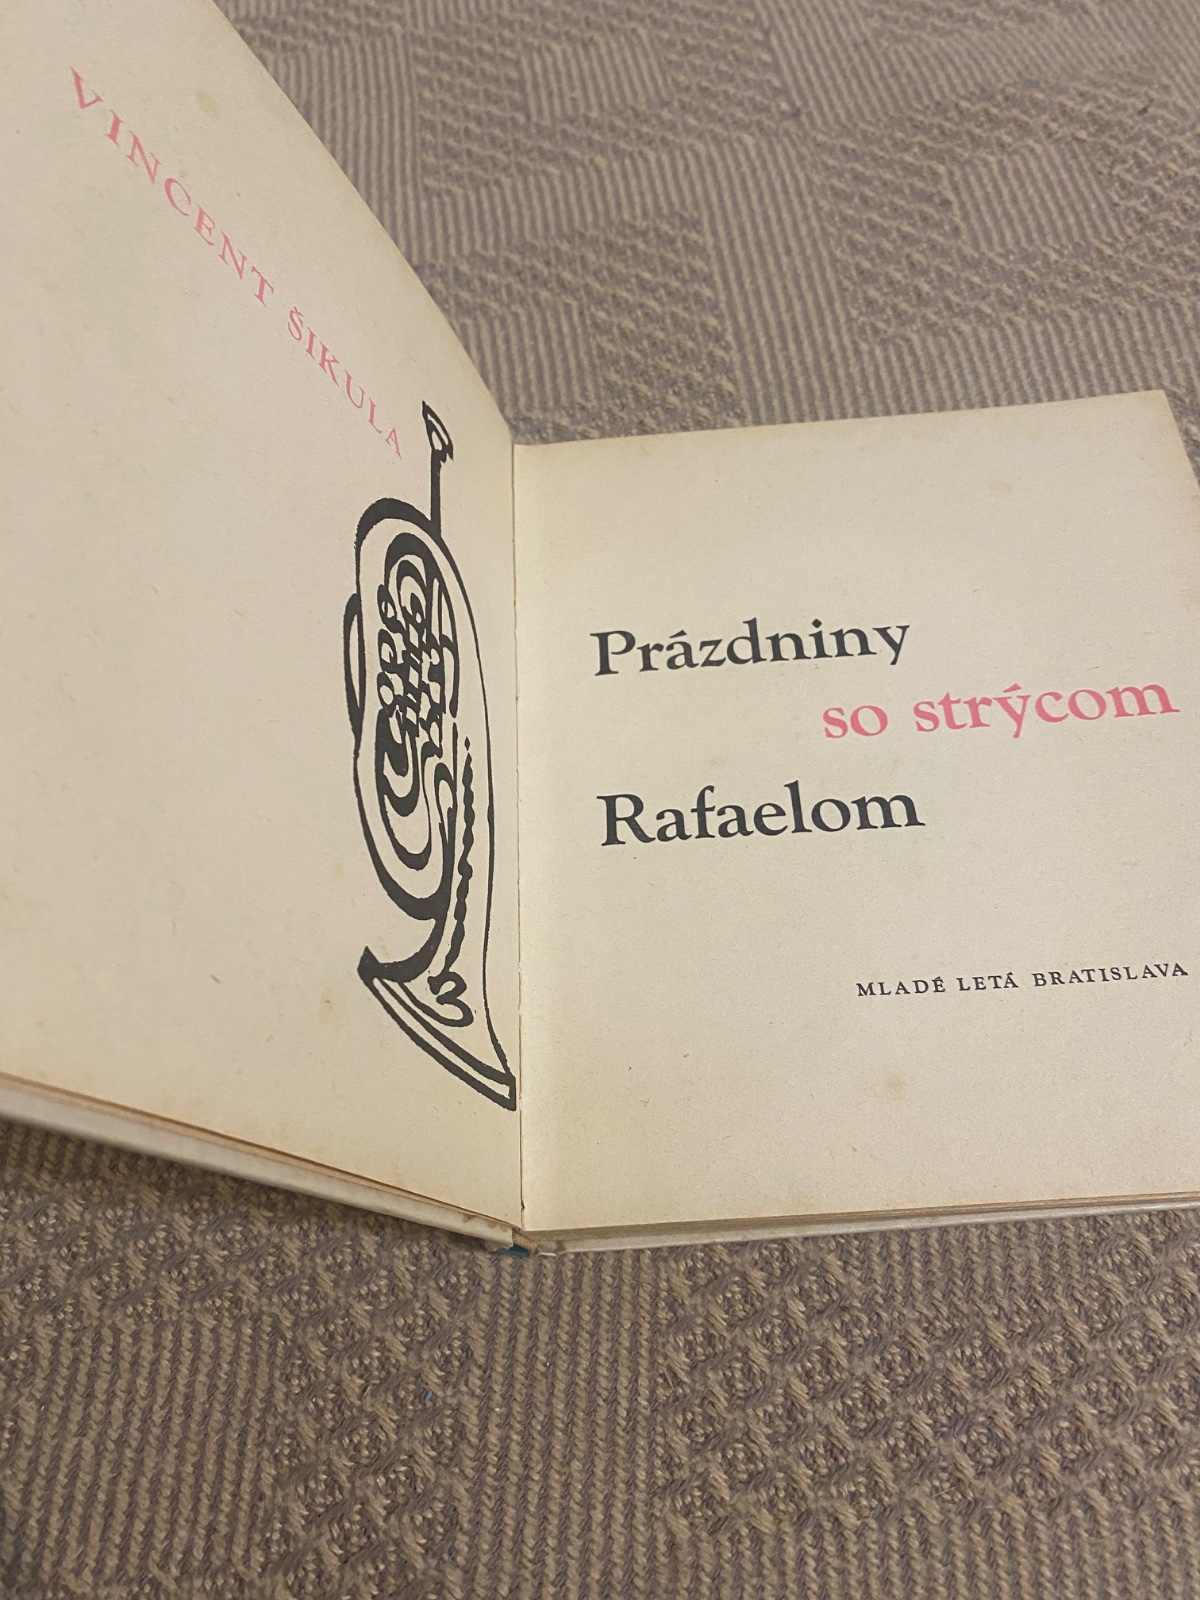 VINCENT ŠIKULA
Prázdniny
so strýcom
Rafaelom
MLADÉ LETÁ BRATISLAVA